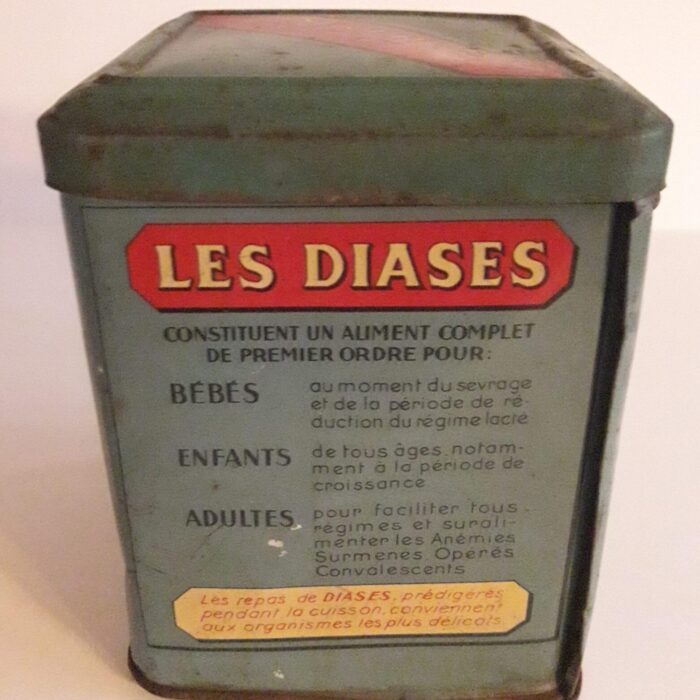 LES DIASES
CONSTITUENT UN ALIMENT COMPLET
DE PREMIER ORDRE POUR:
BÉBÉS au moment du sevrage
et de la période de ré-
duction du régime lacté
ENFANTS de tous âges, notam-
ment à la période de
croissance
ADULTES, pour faciliter tous
régimes et surali-
menter les Anémiés
Surmenés Opérés
Convalescents
Les repas de DIASES, prédigérés
pendant la cuisson, conviennent
aux organismes les plus délicats.